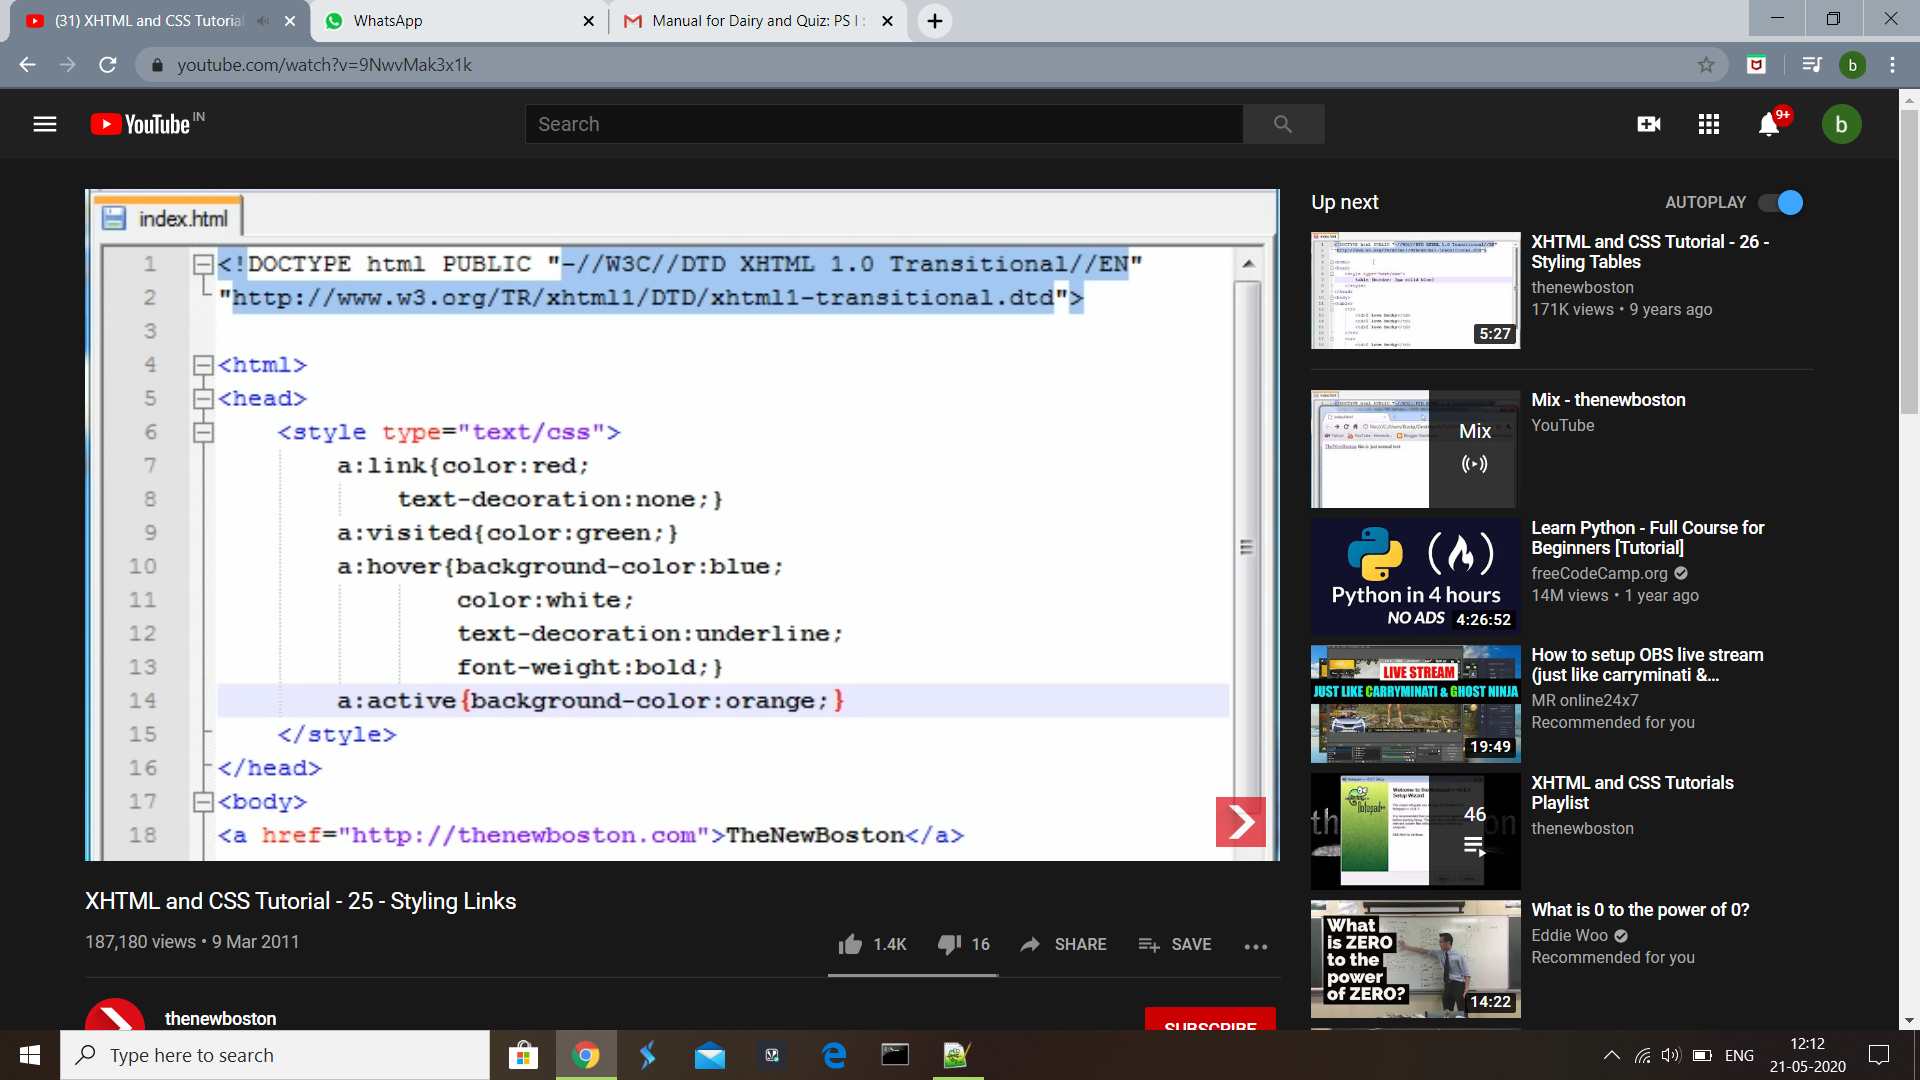 (31) XHTML and CSS Tutorial
WhatsApp
Manual for Dairy and Quiz: PS I :
youtube.com/watch?v=9NwvMak3x1k
b
YouTube IN
Search
9+
b
index.html
1 <!DOCTYPE html PUBLIC "-//W3C//DTD XHTML 1.0 Transitional//EN"
2 "http://www.w3.org/TR/xhtml1/DTD/xhtml1-transitional.dtd">
3
4 <html>
5 <head>
6 <style type="text/css">
7 a:link{color:red;
8 text-decoration:none;}
9 a:visited{color:green;}
10 a:hover{background-color:blue;
11 color:white;
12 text-decoration:underline;
13 font-weight:bold;}
14 a:active{background-color:orange;}
15 </style>
16 </head>
17 <body>
18 <a href="http://thenewboston.com">TheNewBoston</a>
XHTML and CSS Tutorial - 25 - Styling Links
187,180 views • 9 Mar 2011
1.4K 16 SHARE SAVE
thenewboston
SUBSCRIBE
Up next
AUTOPLAY
5:27
XHTML and CSS Tutorial - 26 -
Styling Tables
thenewboston
171K views • 9 years ago
Mix
Mix - thenewboston
YouTube
Python in 4 hours
NO ADS
4:26:52
Learn Python - Full Course for
Beginners [Tutorial]
freeCodeCamp.org
14M views • 1 year ago
LIVE STREAM
JUST LIKE CARRYMINATI & GHOST NINJA
19:49
How to setup OBS live stream
(just like carryminati &...
MR online24x7
Recommended for you
46
XHTML and CSS Tutorials
Playlist
thenewboston
What
is ZERO
to the
power
of ZERO?
14:22
What is 0 to the power of 0?
Eddie Woo
Recommended for you
Type here to search
ENG
12:12
21-05-2020